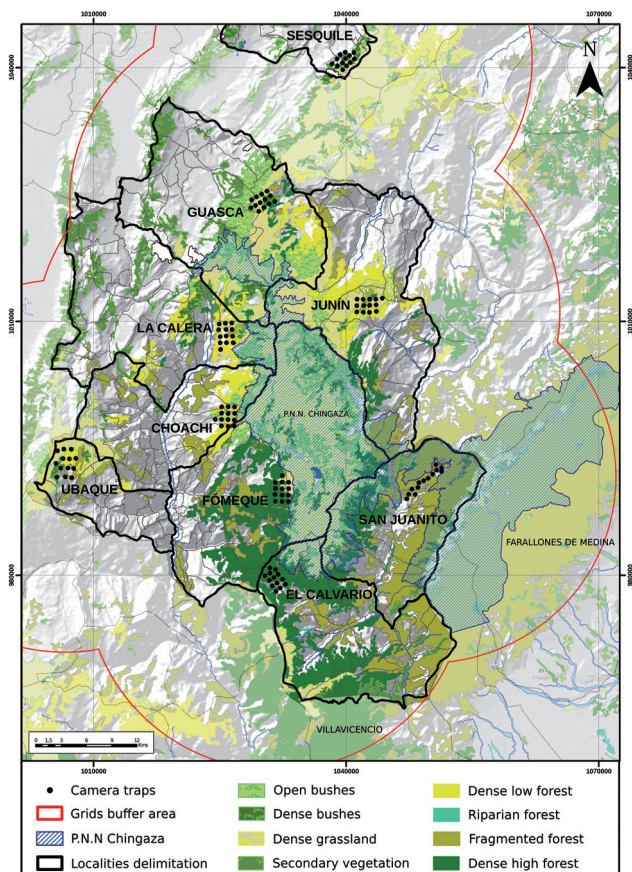 1010000 1040000 1070000
SESQUILE
N
1040000 1040000
GUASCA
JUNÍN
1010000 1010000
LA CALERA
P.N.N. CHINGAZA
CHOACHI
UBAQUE
FÓMEQUE
SAN JUANITO
FARALLONES DE MEDINA
980000 980000
EL CALVARIO
VILLAVICENCIO
0 1,5 3 6 9 12
Kms
1010000 1040000 1070000
Camera traps
Grids buffer area
P.N.N Chingaza
Localities delimitation
Open bushes
Dense bushes
Dense grassland
Secondary vegetation
Dense low forest
Riparian forest
Fragmented forest
Dense high forest